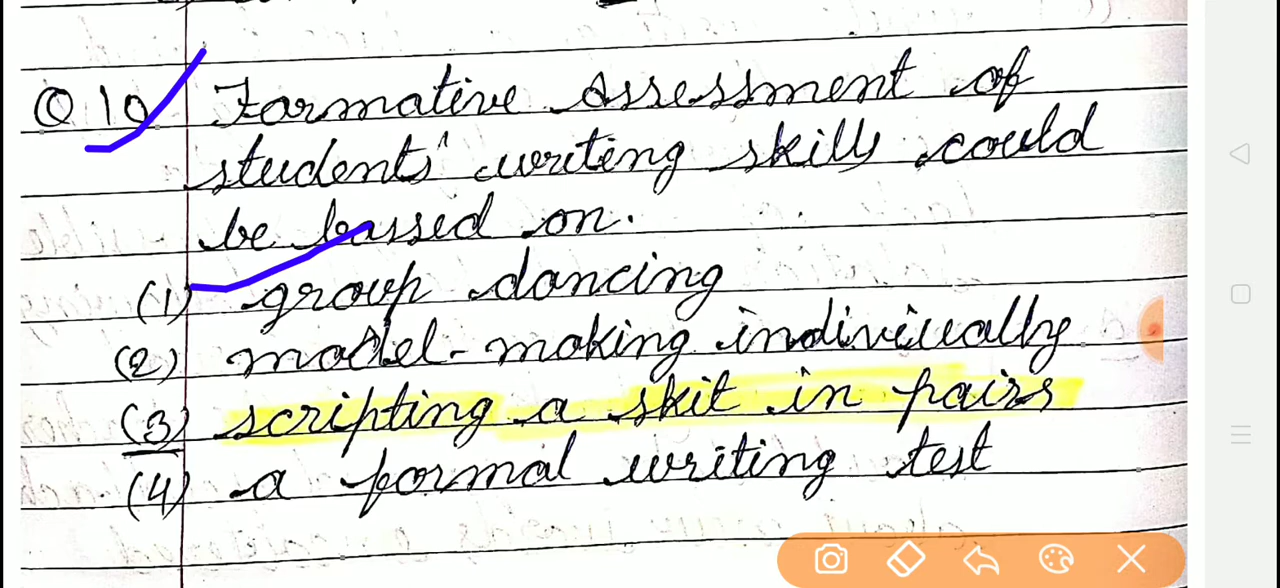 Q 10 Formative Assessment of
students' writing skills could
be bassed on.
(1) group dancing
(2) model-making individually
(3) scripting a skit in pairs
(4) a formal writing test